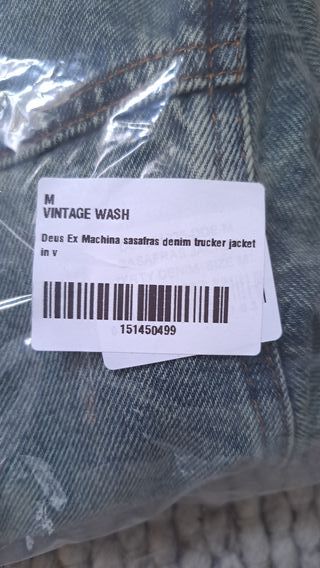 M
VINTAGE WASH
Deus Ex Machina sasafras denim trucker jacket
in v
151450499